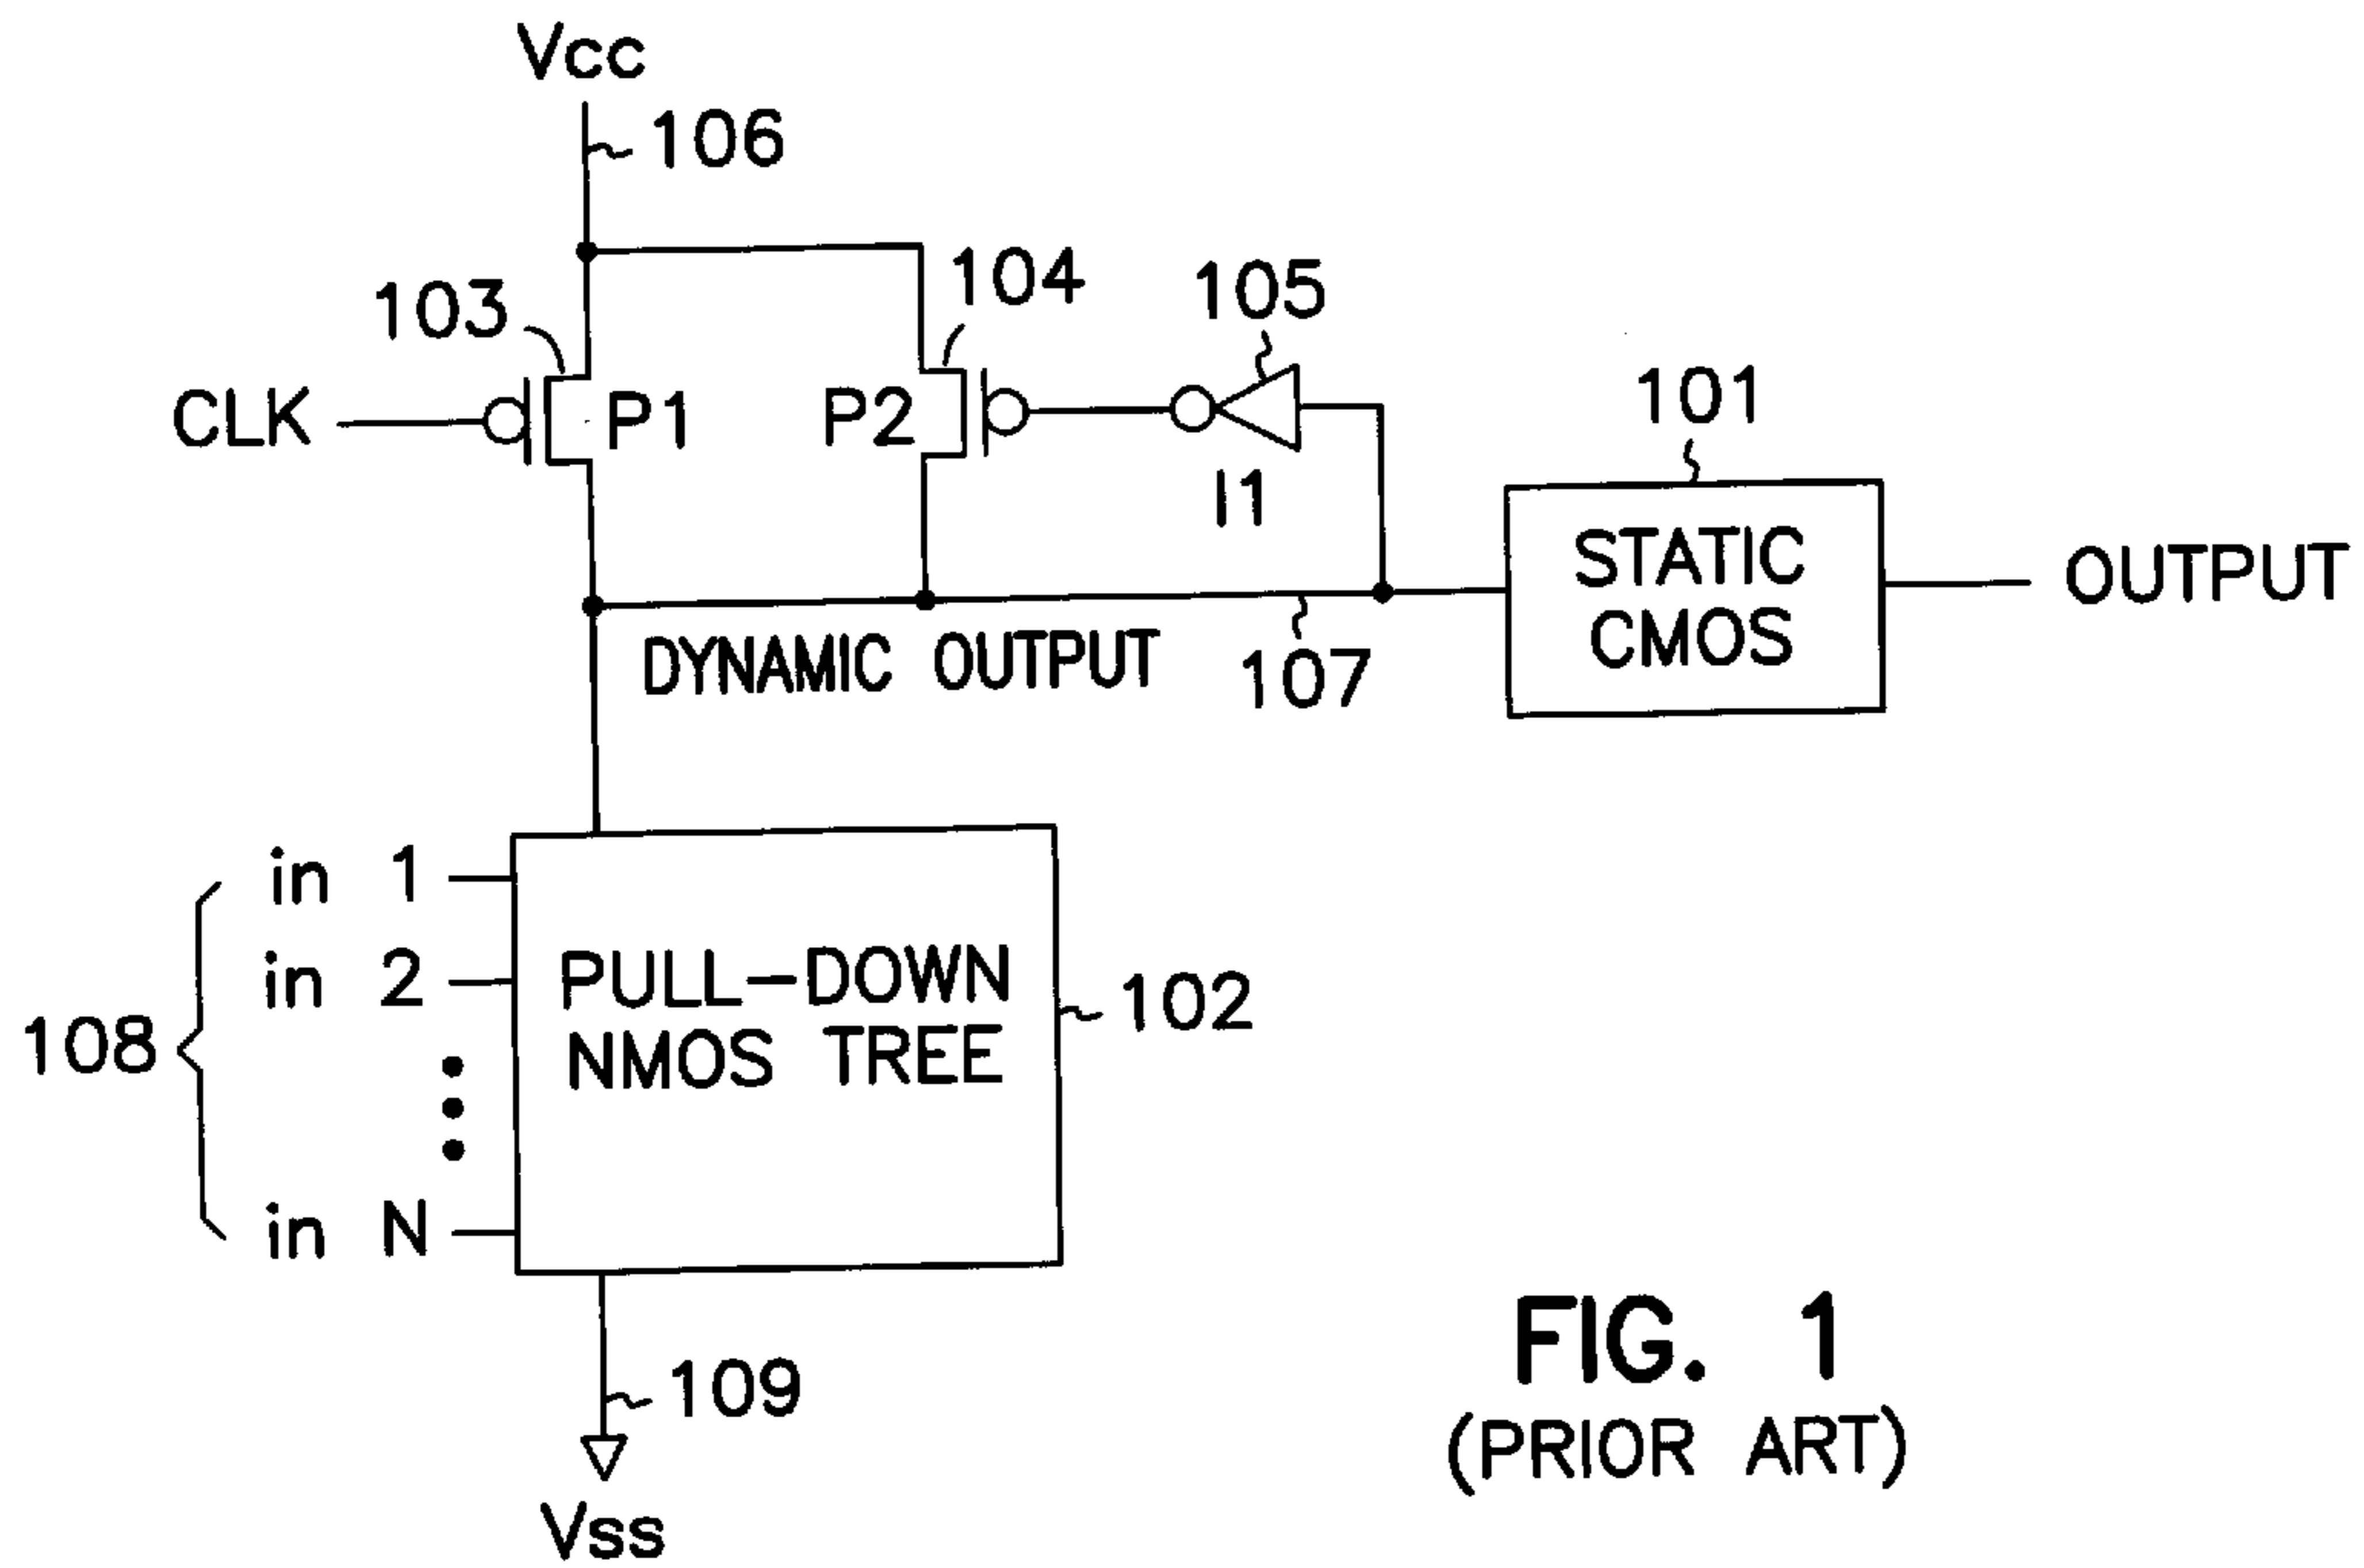 Vcc
106
103
104
105
CLK
P1
P2
I1
101
STATIC
CMOS
OUTPUT
DYNAMIC OUTPUT
107
108
in 1
in 2
in N
PULL-DOWN
NMOS TREE
102
109
Vss
FIG. 1
(PRIOR ART)